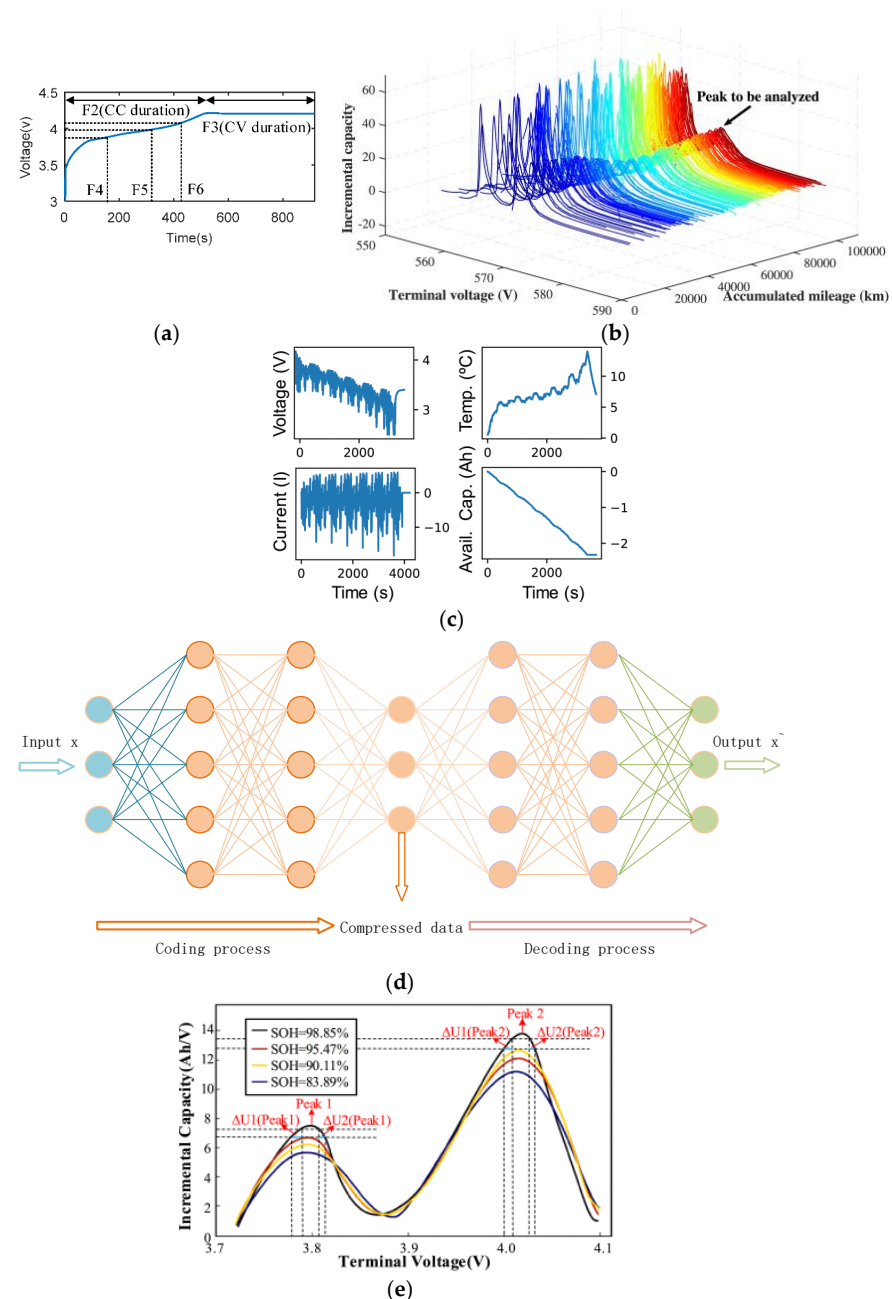 4.5
F2(CC duration)
4
F3(CV duration)
3.5
Voltage(v)
F4
F5
F6
3
0
200
400
600
800
Time(s)
60
Peak to be analyzed
40
20
0
-20
Incremental capacity
550
560
570
580
590
Terminal voltage (V)
0
20000
40000
60000
80000
100000
Accumulated mileage (km)
(a)
(b)
Voltage (V)
4
3
0
2000
Temp. (ºC)
10
5
0
0
2000
Current (I)
0
−10
0
2000
4000
Time (s)
Avail. Cap. (Ah)
0
−1
−2
0
2000
Time (s)
(c)
Input x
Output x~
Compressed data
Coding process
Decoding process
(d)
Incremental Capacity(Ah/V)
14
12
10
8
6
4
2
0
SOH=98.85%
SOH=95.47%
SOH=90.11%
SOH=83.89%
Peak 2
ΔU1(Peak2)
ΔU2(Peak2)
Peak 1
ΔU1(Peak1)
ΔU2(Peak1)
3.7
3.8
3.9
4.0
4.1
Terminal Voltage(V)
(e)